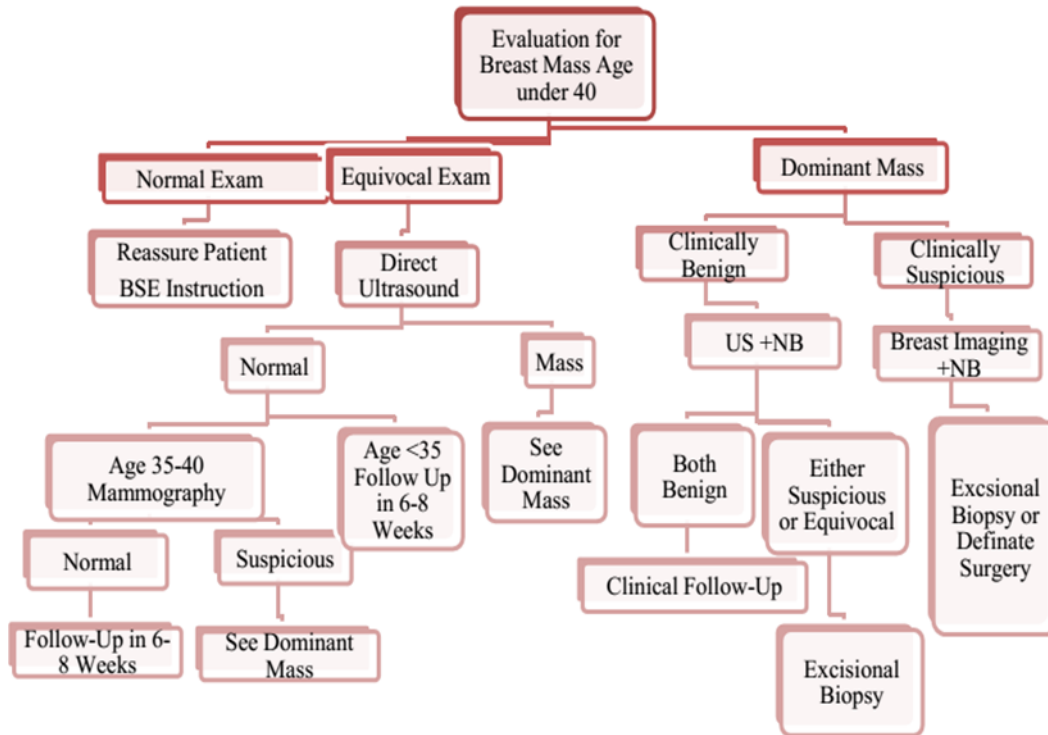 Evaluation for
Breast Mass Age
under 40
Normal Exam
Equivocal Exam
Dominant Mass
Reassure Patient
BSE Instruction
Direct
Ultrasound
Clinically
Benign
Clinically
Suspicious
Normal
Mass
US +NB
Breast Imaging
+NB
Age 35-40
Mammography
Age <35
Follow Up
in 6-8
Weeks
See
Dominant
Mass
Both
Benign
Either
Suspicious
or Equivocal
Excsional
Biopsy or
Definate
Surgery
Normal
Suspicious
Clinical Follow-Up
Follow-Up in 6-
8 Weeks
See Dominant
Mass
Excisional
Biopsy